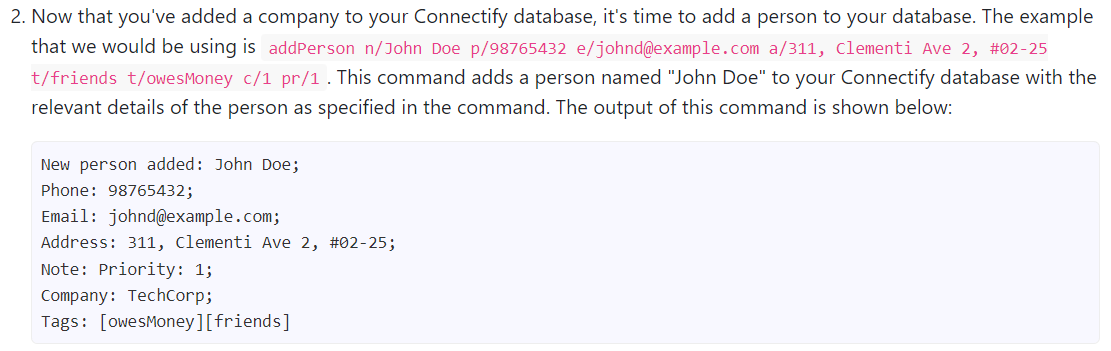 2. Now that you've added a company to your Connectify database, it's time to add a person to your database. The example
that we would be using is addPerson n/John Doe p/98765432 e/johnd@example.com a/311, Clementi Ave 2, #02-25
t/friends t/owesMoney c/1 pr/1 . This command adds a person named "John Doe" to your Connectify database with the
relevant details of the person as specified in the command. The output of this command is shown below:
New person added: John Doe;
Phone: 98765432;
Email: johnd@example.com;
Address: 311, Clementi Ave 2, #02-25;
Note: Priority: 1;
Company: TechCorp;
Tags: [owesMoney][friends]